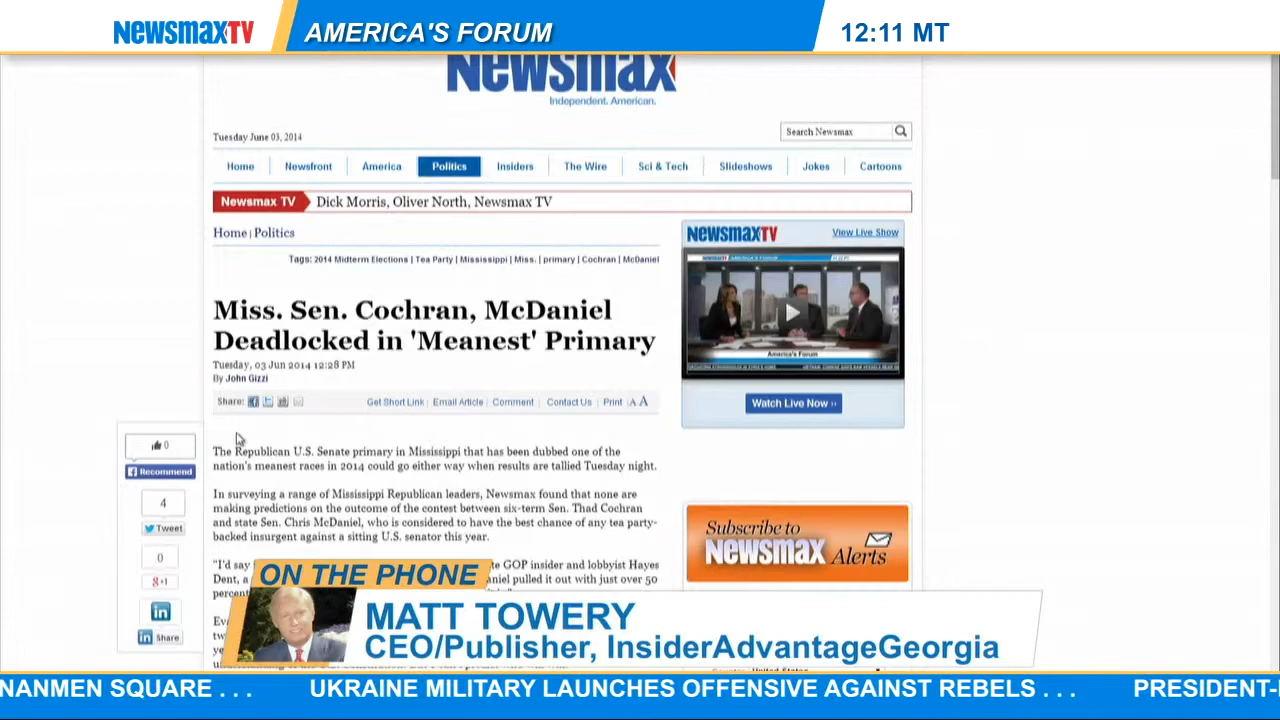 NEWSMAXTV
AMERICA'S FORUM
12:11 MT
Newsmax
Independent. American.
Tuesday June 03, 2014
Search Newsmax
Home
Newsfront
America
Politics
Insiders
The Wire
Sci & Tech
Slideshows
Jokes
Cartoons
Newsmax TV
Dick Morris, Oliver North, Newsmax TV
Home | Politics
NEWSMAXTV
View Live Show
Tags: 2014 Midterm Elections | Tea Party | Mississippi | Miss. | primary | Cochran | McDaniel
Miss. Sen. Cochran, McDaniel
Deadlocked in 'Meanest' Primary
Tuesday, 03 Jun 2014 12:28 PM
By John Gizzi
America's Forum
Share:
Get Short Link | Email Article | Comment | Contact Us | Print | A A
Watch Live Now ››
0
Recommend
4
Tweet
0
g+1
in
in Share
The Republican U.S. Senate primary in Mississippi that has been dubbed one of the
nation's meanest races in 2014 could go either way when results are tallied Tuesday night.
In surveying a range of Mississippi Republican leaders, Newsmax found that none are
making predictions on the outcome of the contest between six-term Sen. Thad Cochran
and state Sen. Chris McDaniel, who is considered to have the best chance of any tea party-
backed insurgent against a sitting U.S. senator this year.
"I'd say
GOP insider and lobbyist Hayes
Dent, a
pulled it out with just over 50
Subscribe to
Newsmax Alerts
ON THE PHONE
MATT TOWERY
CEO/Publisher, InsiderAdvantageGeorgia
NANMEN SQUARE . . . UKRAINE MILITARY LAUNCHES OFFENSIVE AGAINST REBELS . . . PRESIDENT-